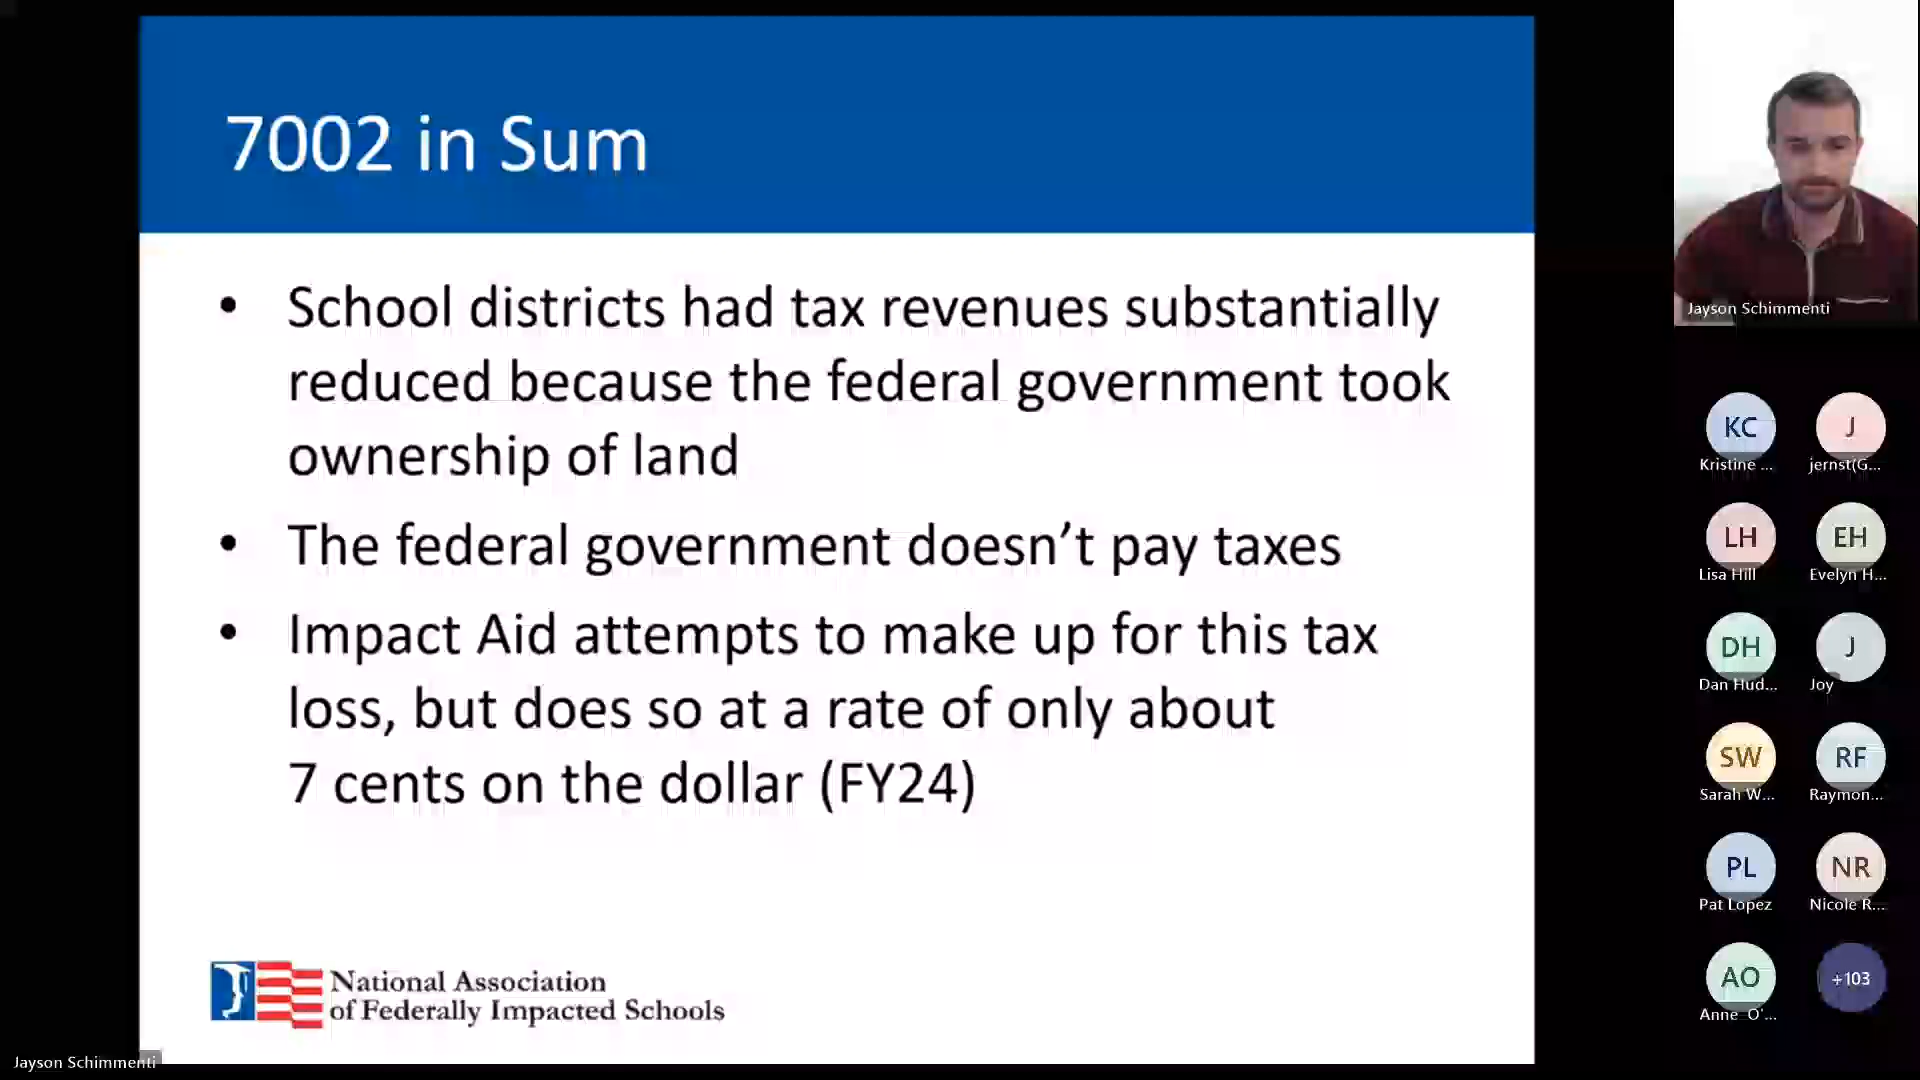 7002 in Sum
• School districts had tax revenues substantially
reduced because the federal government took
ownership of land
• The federal government doesn’t pay taxes
• Impact Aid attempts to make up for this tax
loss, but does so at a rate of only about
7 cents on the dollar (FY24)
National Association
of Federally Impacted Schools
Jayson Schimmenti
Jayson Schimmenti
KC
Kristine ...
J
jernst(G...
LH
Lisa Hill
EH
Evelyn H...
DH
Dan Hud...
J
Joy
SW
Sarah W...
RF
Raymon...
PL
Pat Lopez
NR
Nicole R...
AO
Anne O'...
+103